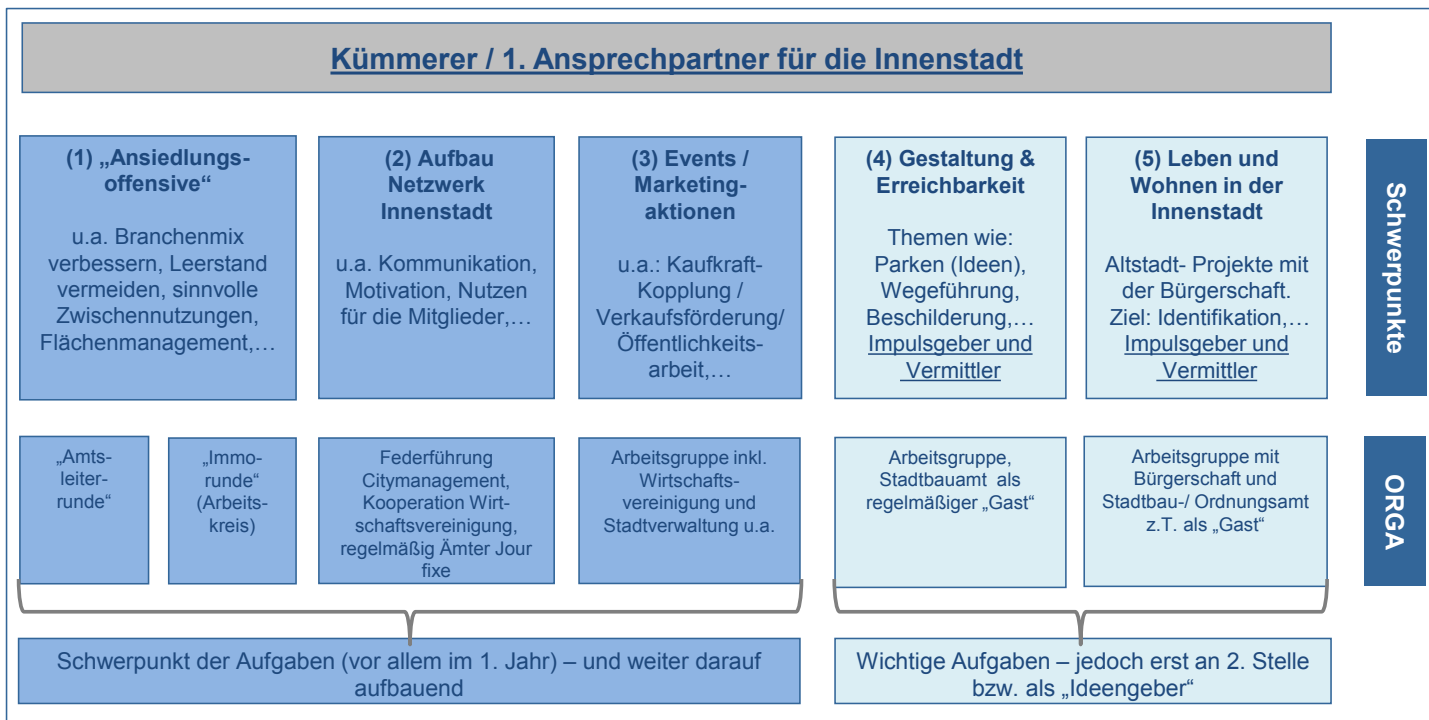 Kümmerer / 1. Ansprechpartner für die Innenstadt
(1) „Ansiedlungs-
offensive“
u.a. Branchenmix
verbessern, Leerstand
vermeiden, sinnvolle
Zwischennutzungen,
Flächenmanagement,…
(2) Aufbau
Netzwerk
Innenstadt
u.a. Kommunikation,
Motivation, Nutzen
für die Mitglieder,…
(3) Events /
Marketing-
aktionen
u.a.: Kaufkraft-
Kopplung /
Verkaufsförderung/
Öffentlichkeits-
arbeit,…
(4) Gestaltung &
Erreichbarkeit
Themen wie:
Parken (Ideen),
Wegeführung,
Beschilderung,…
Impulsgeber und
Vermittler
(5) Leben und
Wohnen in der
Innenstadt
Altstadt- Projekte mit
der Bürgerschaft.
Ziel: Identifikation,…
Impulsgeber und
Vermittler
Schwerpunkte
„Amts-
leiter-
runde“
„Immo-
runde“
(Arbeits-
kreis)
Federführung
Citymanagement,
Kooperation Wirt-
schaftsvereinigung,
regelmäßig Ämter Jour
fixe
Arbeitsgruppe inkl.
Wirtschafts-
vereinigung und
Stadtverwaltung u.a.
Arbeitsgruppe,
Stadtbauamt als
regelmäßiger „Gast“
Arbeitsgruppe mit
Bürgerschaft und
Stadtbau-/ Ordnungsamt
z.T. als „Gast“
ORGA
Schwerpunkt der Aufgaben (vor allem im 1. Jahr) – und weiter darauf
aufbauend
Wichtige Aufgaben – jedoch erst an 2. Stelle
bzw. als „Ideengeber“